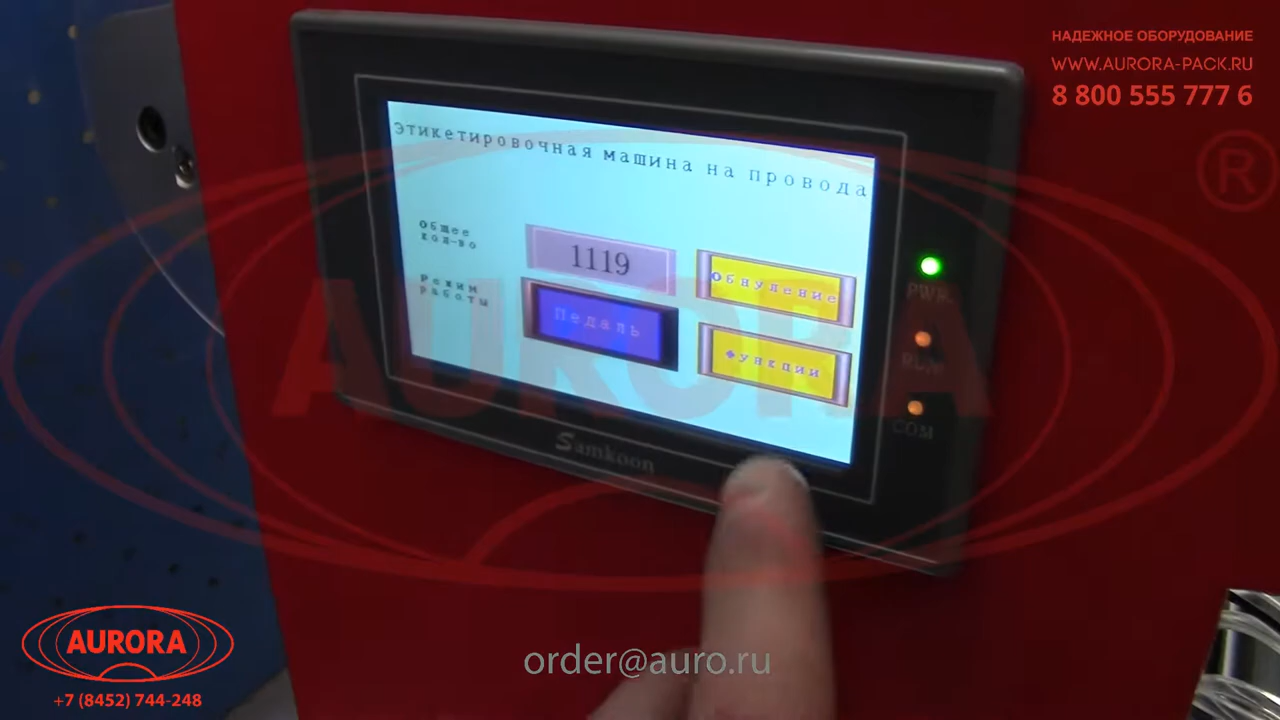 НАДЕЖНОЕ ОБОРУДОВАНИЕ
WWW.AURORA-PACK.RU
8 800 555 777 6
®
Этикетировочная машина на провода
Общее
кол-во
1119
Обнуление
Режим
работы
Педаль
Функции
PWR
RUN
COM
Samkoon
AURORA
order@auro.ru
AURORA
+7 (8452) 744-248